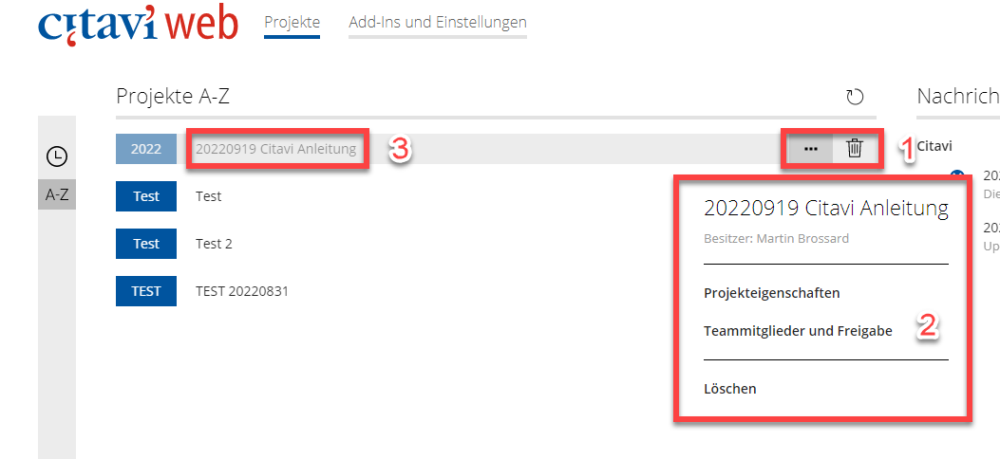 citavi web
Projekte
Add-Ins und Einstellungen
Projekte A-Z
Nachrich
2022
20220919 Citavi Anleitung
3
...
1
Citavi
A-Z
Test
Test
20220919 Citavi Anleitung
Besitzer: Martin Brossard
202
Die
Test
Test 2
202
Up
TEST
TEST 20220831
Projekteigenschaften
Teammitglieder und Freigabe
2
Löschen